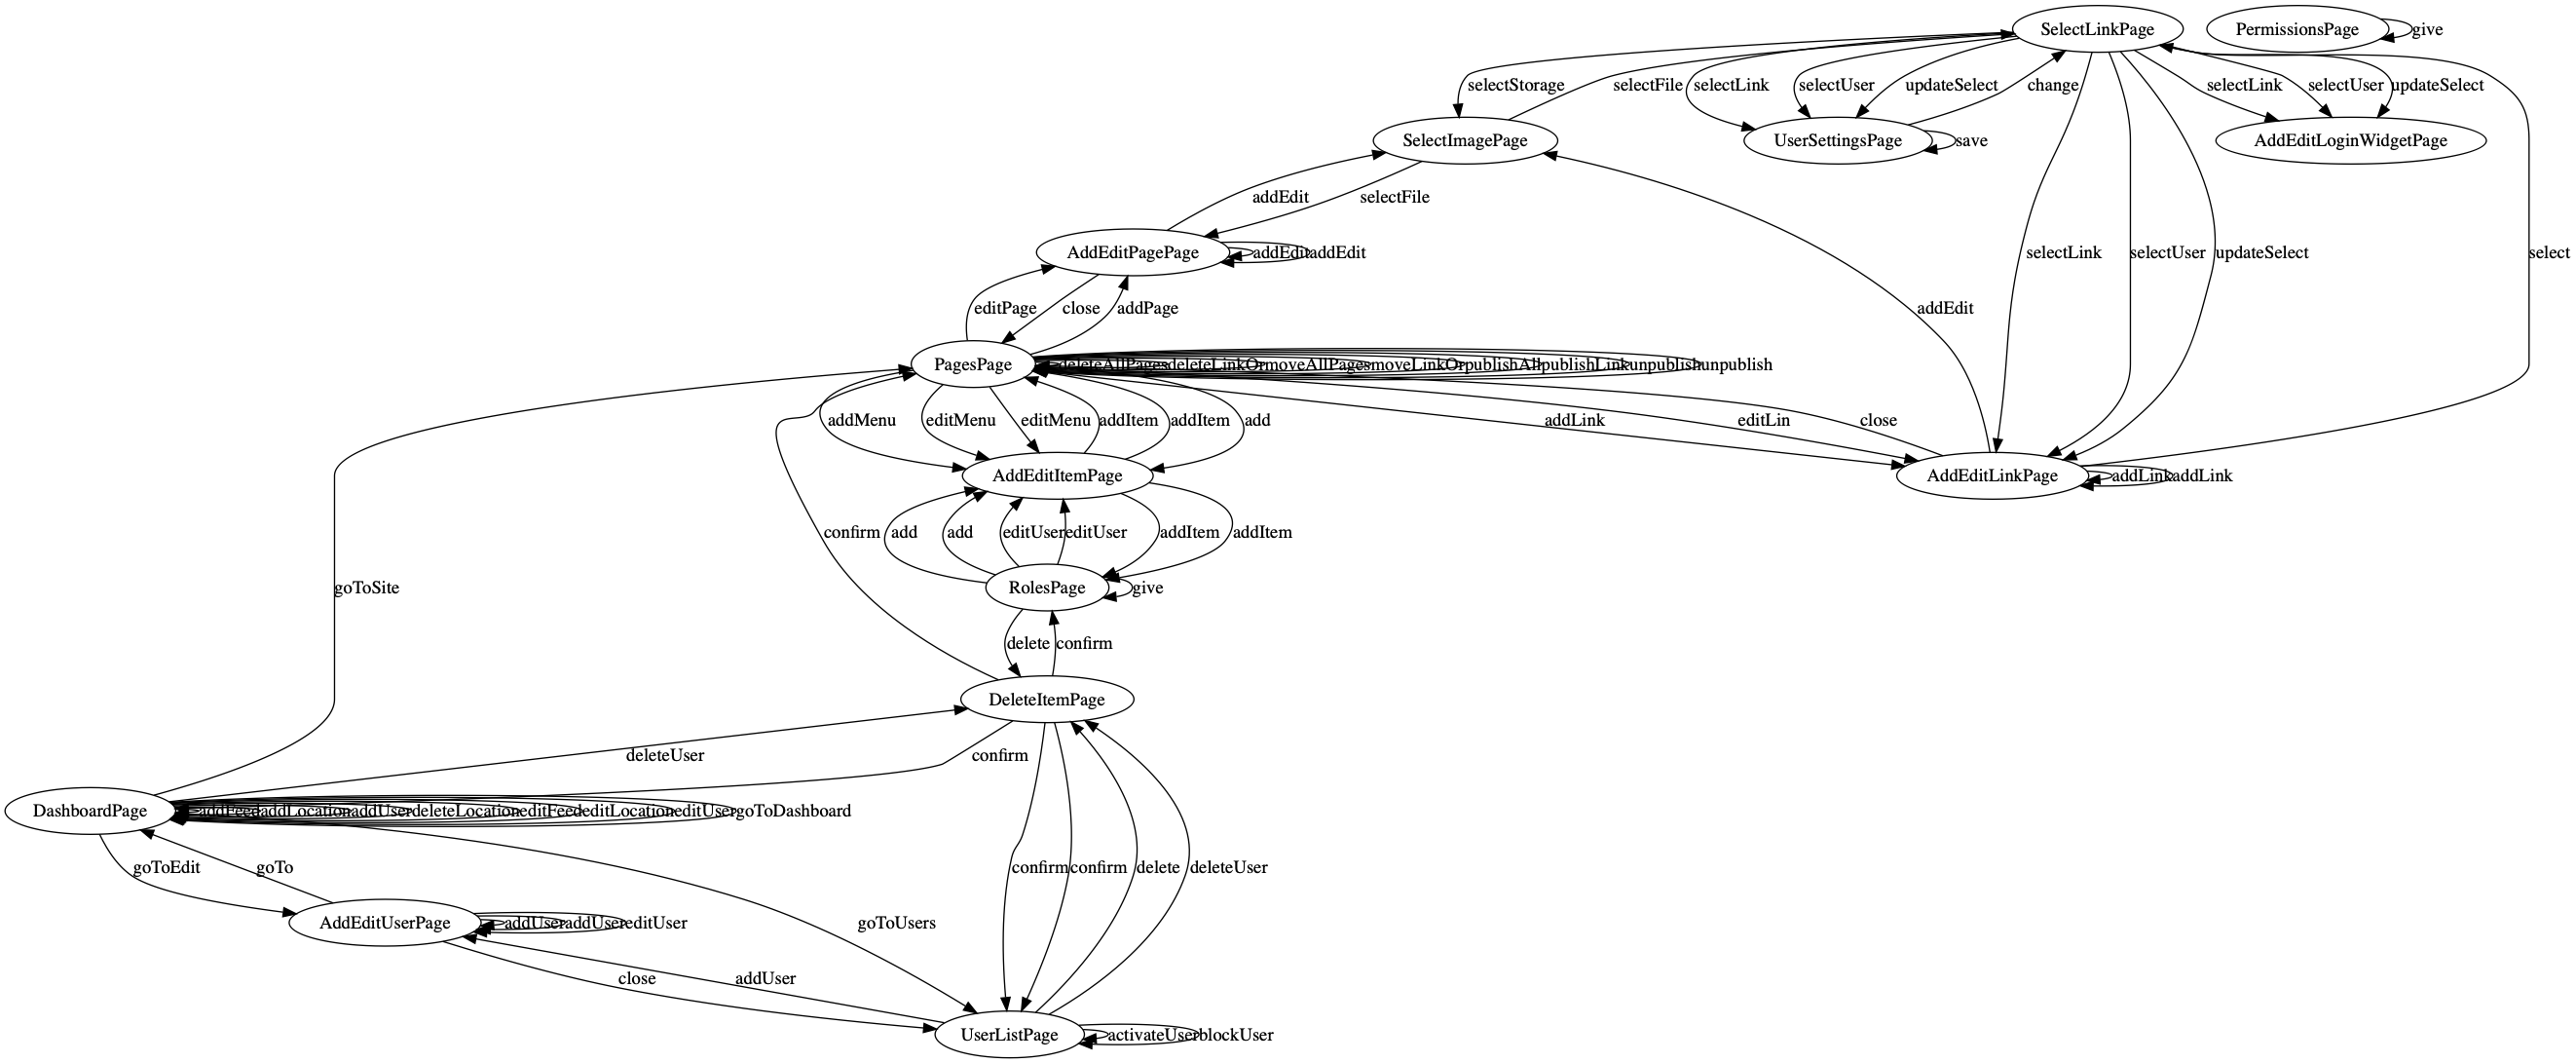 SelectLinkPage
PermissionsPage
give
selectStorage
selectFile
selectLink
selectUser
updateSelect
change
selectLink
selectUser
updateSelect
SelectImagePage
UserSettingsPage
save
AddEditLoginWidgetPage
addEdit
selectFile
AddEditPagePage
addEdit
addEdit
selectLink
selectUser
updateSelect
select
editPage
close
addPage
addEdit
PagesPage
deleteAllPages
deleteLinkOr
moveAllPages
moveLinkOr
publishAll
publishLink
unpublish
unpublish
addMenu
editMenu
editMenu
addItem
addItem
add
addLink
editLin
close
AddEditItemPage
AddEditLinkPage
addLink
addLink
confirm
add
add
editUser
editUser
addItem
addItem
goToSite
RolesPage
give
delete
confirm
DeleteItemPage
deleteUser
confirm
DashboardPage
addFeed
addLocation
addUser
deleteLocation
editFeed
editLocation
editUser
goToDashboard
goToEdit
goTo
confirm
confirm
delete
deleteUser
AddEditUserPage
addUser
addUser
editUser
goToUsers
close
addUser
UserListPage
activateUser
blockUser